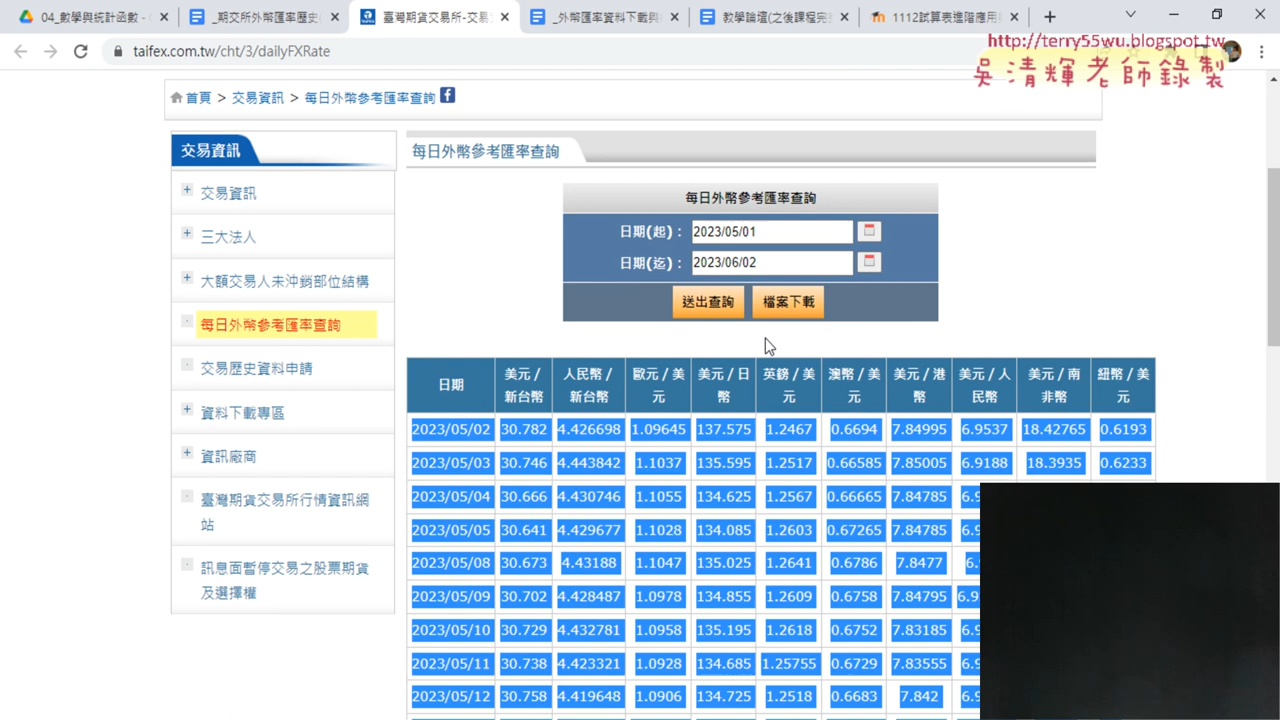 04_數學與統計函數 - G
_期交所外幣匯率歷史
臺灣期貨交易所-交易
_外幣匯率資料下載與
教學論壇(之後課程完
1112試算表進階應用
taifex.com.tw/cht/3/dailyFXRate
http://terry55wu.blogspot.tw
吳清輝老師錄製
首頁 > 交易資訊 > 每日外幣參考匯率查詢
交易資訊
交易資訊
三大法人
大額交易人未沖銷部位結構
每日外幣參考匯率查詢
交易歷史資料申請
資料下載專區
資訊廠商
臺灣期貨交易所行情資訊網
站
訊息面暫停交易之股票期貨
及選擇權
每日外幣參考匯率查詢
每日外幣參考匯率查詢
日期(起)： 2023/05/01
日期(迄)： 2023/06/02
送出查詢 檔案下載
日期 美元 / 新台幣 人民幣 / 新台幣 歐元 / 美元 美元 / 日幣 英鎊 / 美元 澳幣 / 美元 美元 / 港幣 美元 / 人民幣 美元 / 南非幣 紐幣 / 美元
2023/05/02 30.782 4.426698 1.09645 137.575 1.2467 0.6694 7.84995 6.9537 18.42765 0.6193
2023/05/03 30.746 4.443842 1.1037 135.595 1.2517 0.66585 7.85005 6.9188 18.3935 0.6233
2023/05/04 30.666 4.430746 1.1055 134.625 1.2567 0.66665 7.84785 6.9
2023/05/05 30.641 4.429677 1.1028 134.085 1.2603 0.67265 7.84785 6.9
2023/05/08 30.673 4.43188 1.1047 135.025 1.2641 0.6786 7.8477 6.
2023/05/09 30.702 4.428487 1.0978 134.855 1.2609 0.6758 7.84795 6.9
2023/05/10 30.729 4.432781 1.0958 135.195 1.2618 0.6752 7.83185 6.9
2023/05/11 30.738 4.423321 1.0928 134.685 1.25755 0.6729 7.83555 6.9
2023/05/12 30.758 4.419648 1.0906 134.725 1.2518 0.6683 7.842 6.9